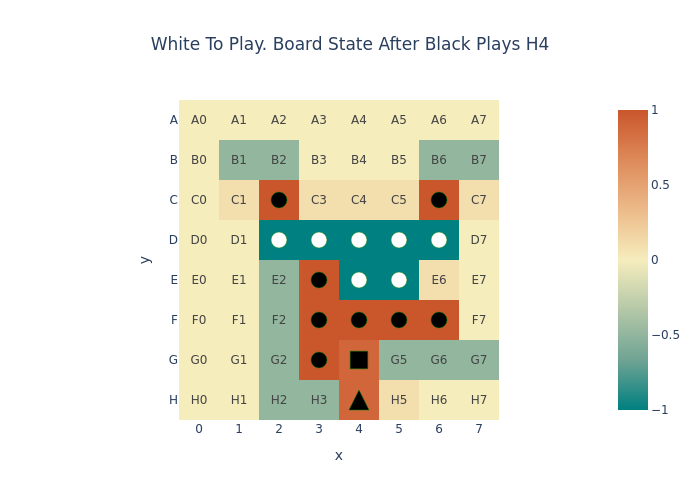 White To Play. Board State After Black Plays H4
A A0 A1 A2 A3 A4 A5 A6 A7
B B0 B1 B2 B3 B4 B5 B6 B7
C C0 C1 C3 C4 C5 C7
D D0 D1 D7
E E0 E1 E2 E6 E7
F F0 F1 F2 F7
G G0 G1 G2 G5 G6 G7
H H0 H1 H2 H3 H5 H6 H7
0 1 2 3 4 5 6 7
x
y
1
0.5
0
−0.5
−1